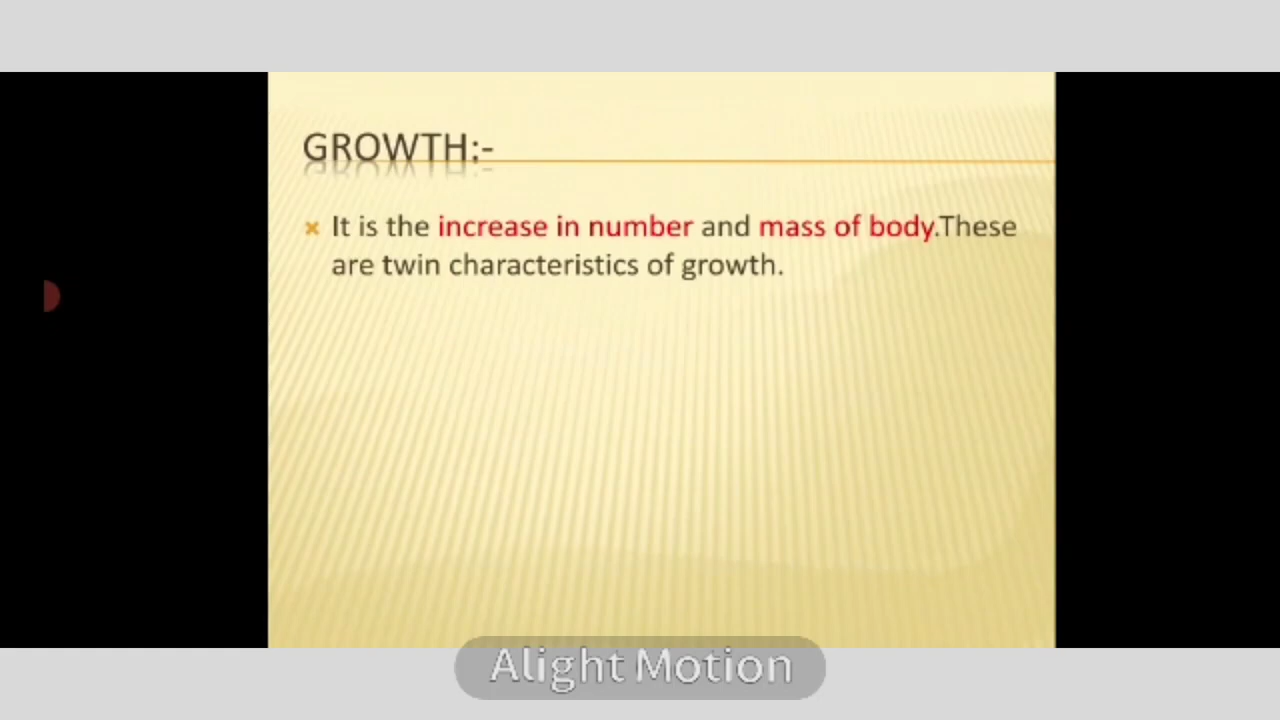 GROWTH:-
It is the increase in number and mass of body.These
are twin characteristics of growth.
Alight Motion